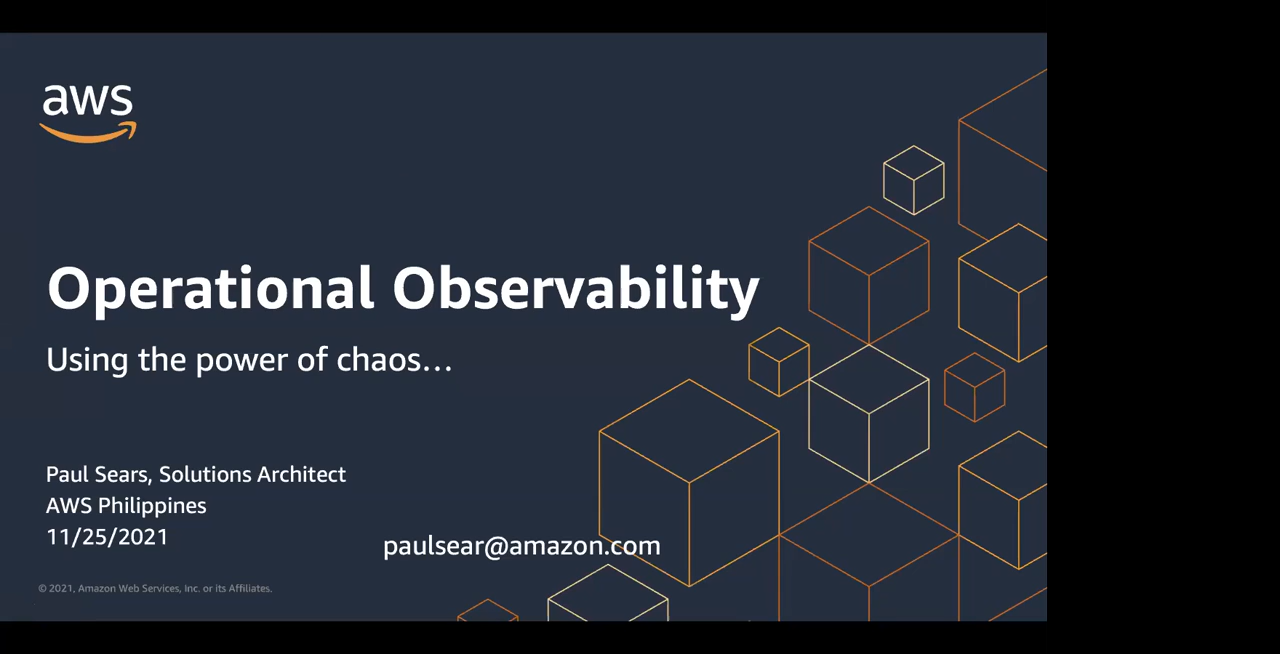 aws
Operational Observability
Using the power of chaos...
Paul Sears, Solutions Architect
AWS Philippines
11/25/2021
paulsear@amazon.com
© 2021, Amazon Web Services, Inc. or its Affiliates.